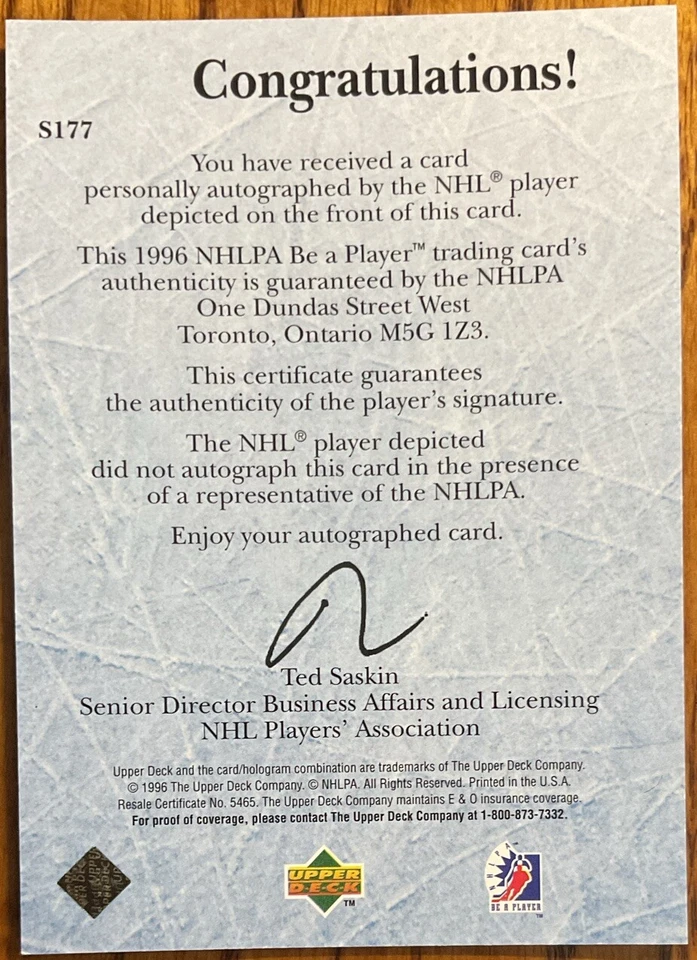 Congratulations!
S177
You have received a card
personally autographed by the NHL® player
depicted on the front of this card.
This 1996 NHLPA Be a Player™ trading card's
authenticity is guaranteed by the NHLPA
One Dundas Street West
Toronto, Ontario M5G 1Z3.
This certificate guarantees
the authenticity of the player's signature.
The NHL® player depicted
did not autograph this card in the presence
of a representative of the NHLPA.
Enjoy your autographed card.
Ted Saskin
Senior Director Business Affairs and Licensing
NHL Players' Association
Upper Deck and the card/hologram combination are trademarks of The Upper Deck Company.
© 1996 The Upper Deck Company. © NHLPA. All Rights Reserved. Printed in the U.S.A.
Resale Certificate No. 5465. The Upper Deck Company maintains E & O insurance coverage.
For proof of coverage, please contact The Upper Deck Company at 1-800-873-7332.
UPPER
DECK
™
NHLPA
BE A PLAYER
™